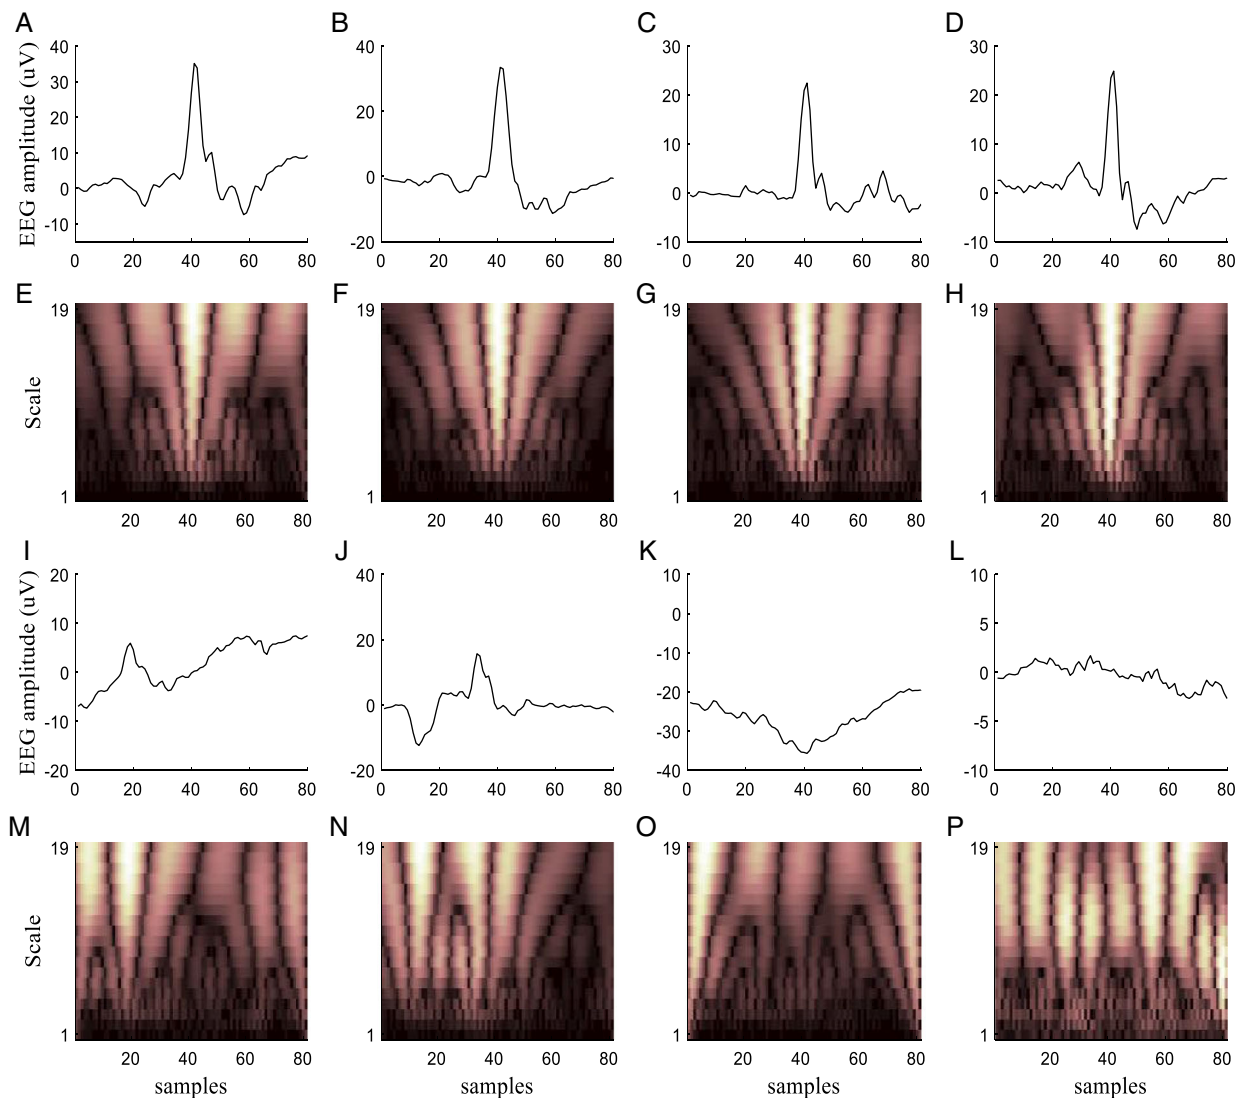 A B C D
EEG amplitude (uV)
40 40 30 30
30
20 20 20
20
10 10 10
10
0 0 0
0
-10
-20 -10 -10
0 20 40 60 80 0 20 40 60 80 0 20 40 60 80 0 20 40 60 80
E F G H
19 19 19 19
Scale
1 1 1 1
20 40 60 80 20 40 60 80 20 40 60 80 20 40 60 80
I J K L
EEG amplitude (uV)
20 40 10 10
0
10 20 5
-10
0 0
-20
0
-10 -30 -5
-20 -20 -40 -10
0 20 40 60 80 0 20 40 60 80 0 20 40 60 80 0 20 40 60 80
M N O P
19 19 19 19
Scale
1 1 1 1
20 40 60 80 20 40 60 80 20 40 60 80 20 40 60 80
samples samples samples samples